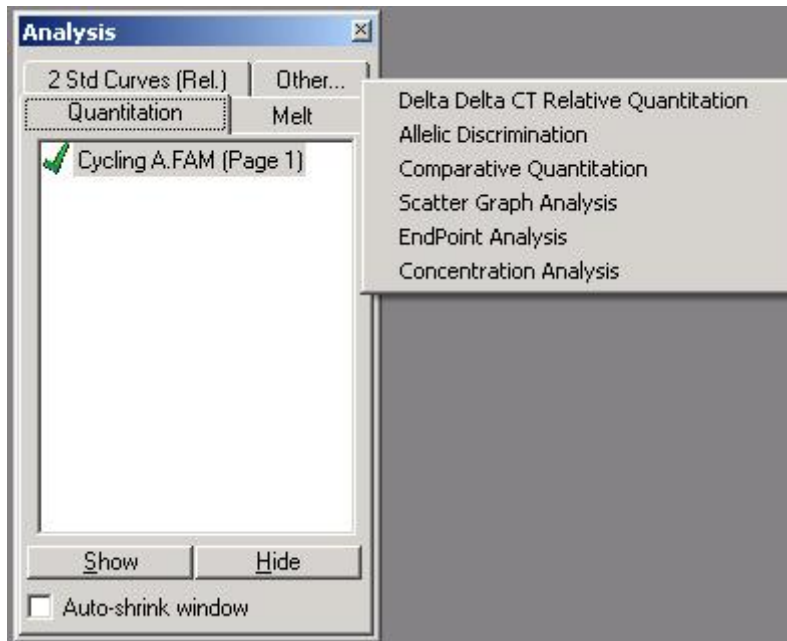 Analysis
2 Std Curves (Rel.)
Other...
Quantitation
Melt
Cycling A.FAM (Page 1)
Delta Delta CT Relative Quantitation
Allelic Discrimination
Comparative Quantitation
Scatter Graph Analysis
EndPoint Analysis
Concentration Analysis
Show
Hide
Auto-shrink window